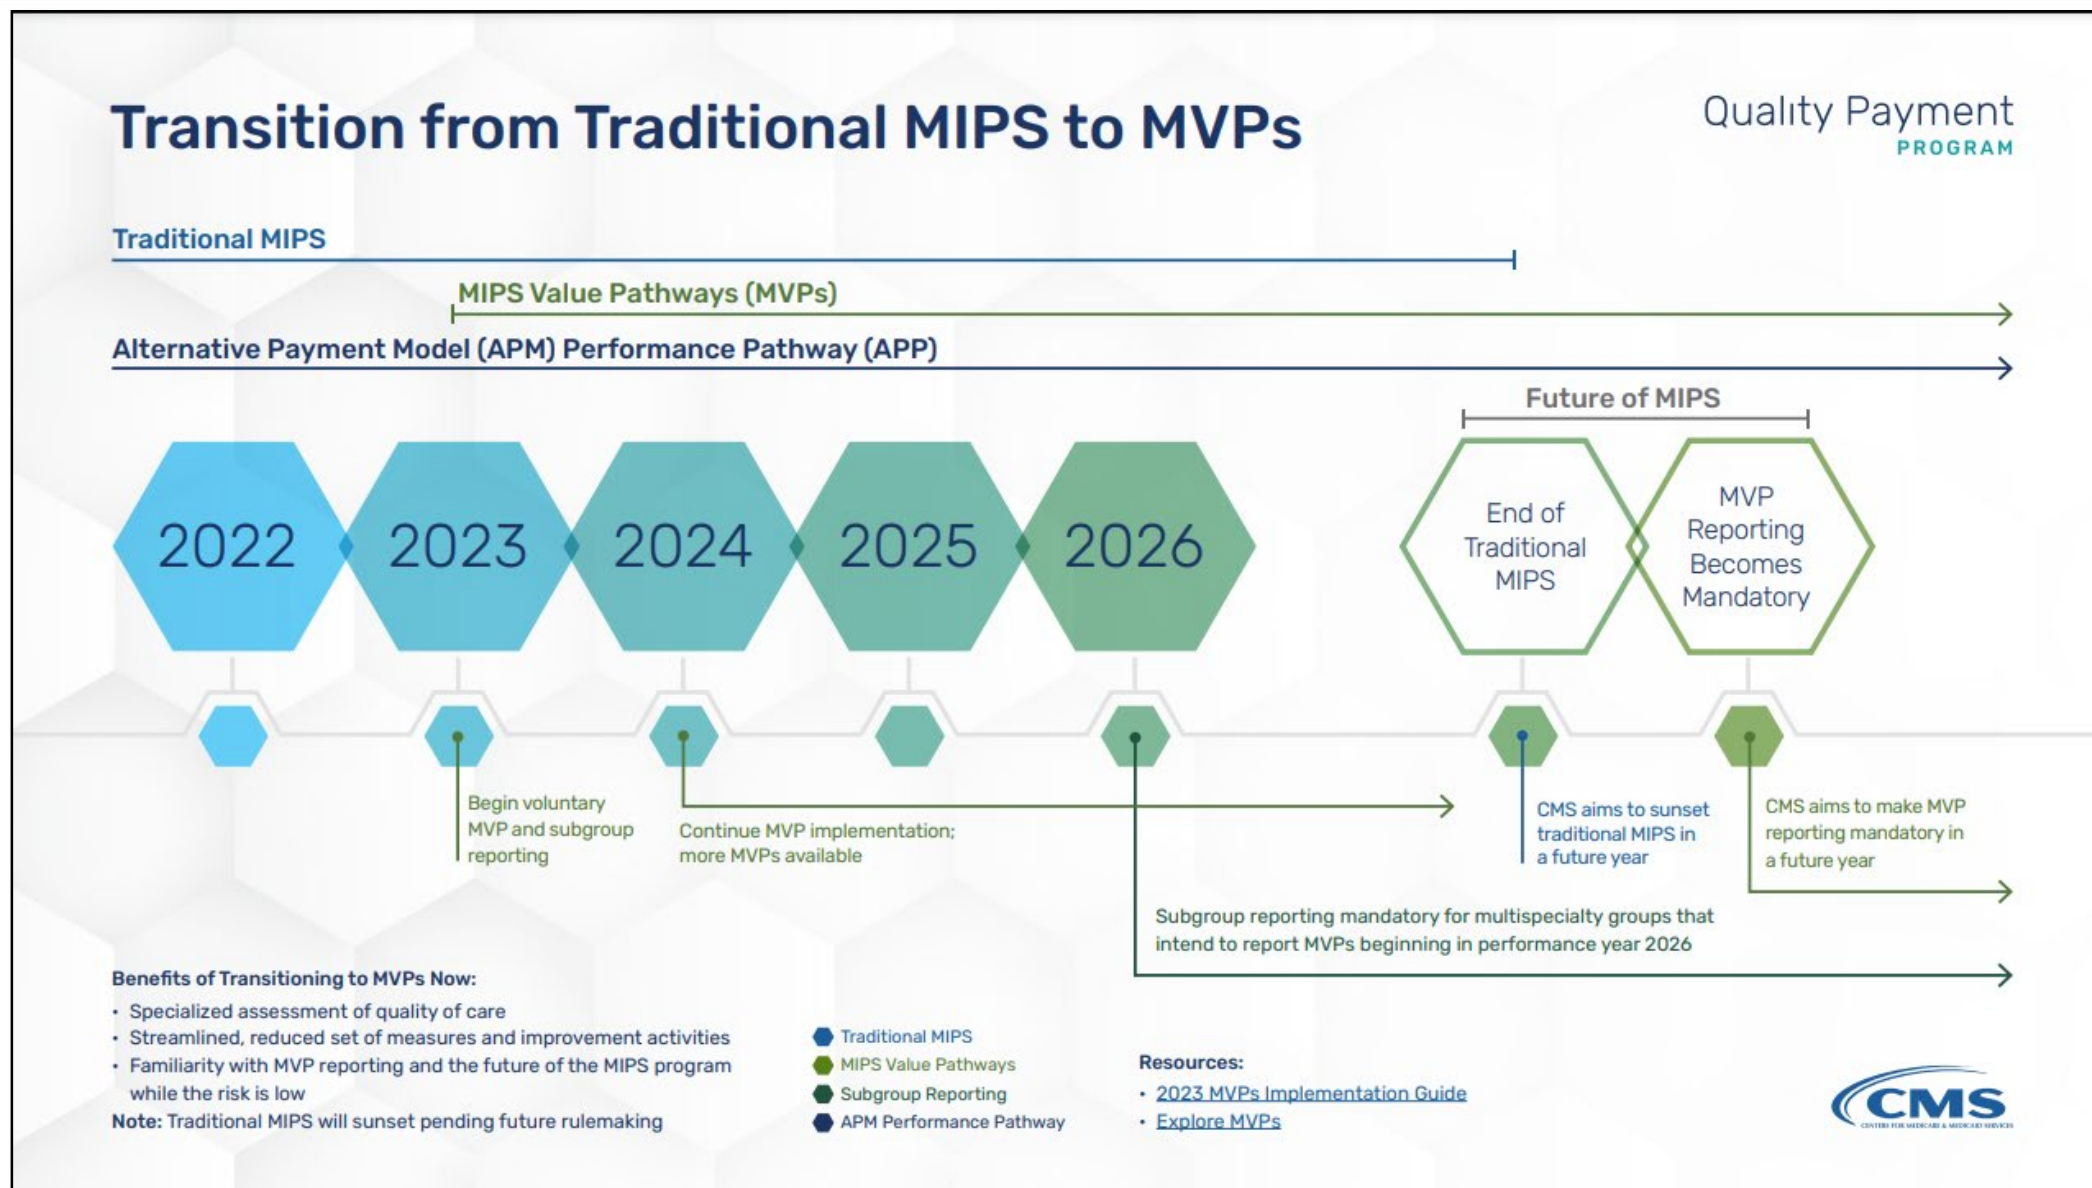 Transition from Traditional MIPS to MVPs
Quality Payment
PROGRAM
Traditional MIPS
MIPS Value Pathways (MVPs)
Alternative Payment Model (APM) Performance Pathway (APP)
Future of MIPS
2022
2023
2024
2025
2026
End of
Traditional
MIPS
MVP
Reporting
Becomes
Mandatory
Begin voluntary
MVP and subgroup
reporting
Continue MVP implementation;
more MVPs available
CMS aims to sunset
traditional MIPS in
a future year
CMS aims to make MVP
reporting mandatory in
a future year
Subgroup reporting mandatory for multispecialty groups that
intend to report MVPs beginning in performance year 2026
Benefits of Transitioning to MVPs Now:
• Specialized assessment of quality of care
• Streamlined, reduced set of measures and improvement activities
• Familiarity with MVP reporting and the future of the MIPS program
while the risk is low
Note: Traditional MIPS will sunset pending future rulemaking
Traditional MIPS
MIPS Value Pathways
Subgroup Reporting
APM Performance Pathway
Resources:
• 2023 MVPs Implementation Guide
• Explore MVPs
CMS
CENTERS FOR MEDICARE & MEDICAID SERVICES